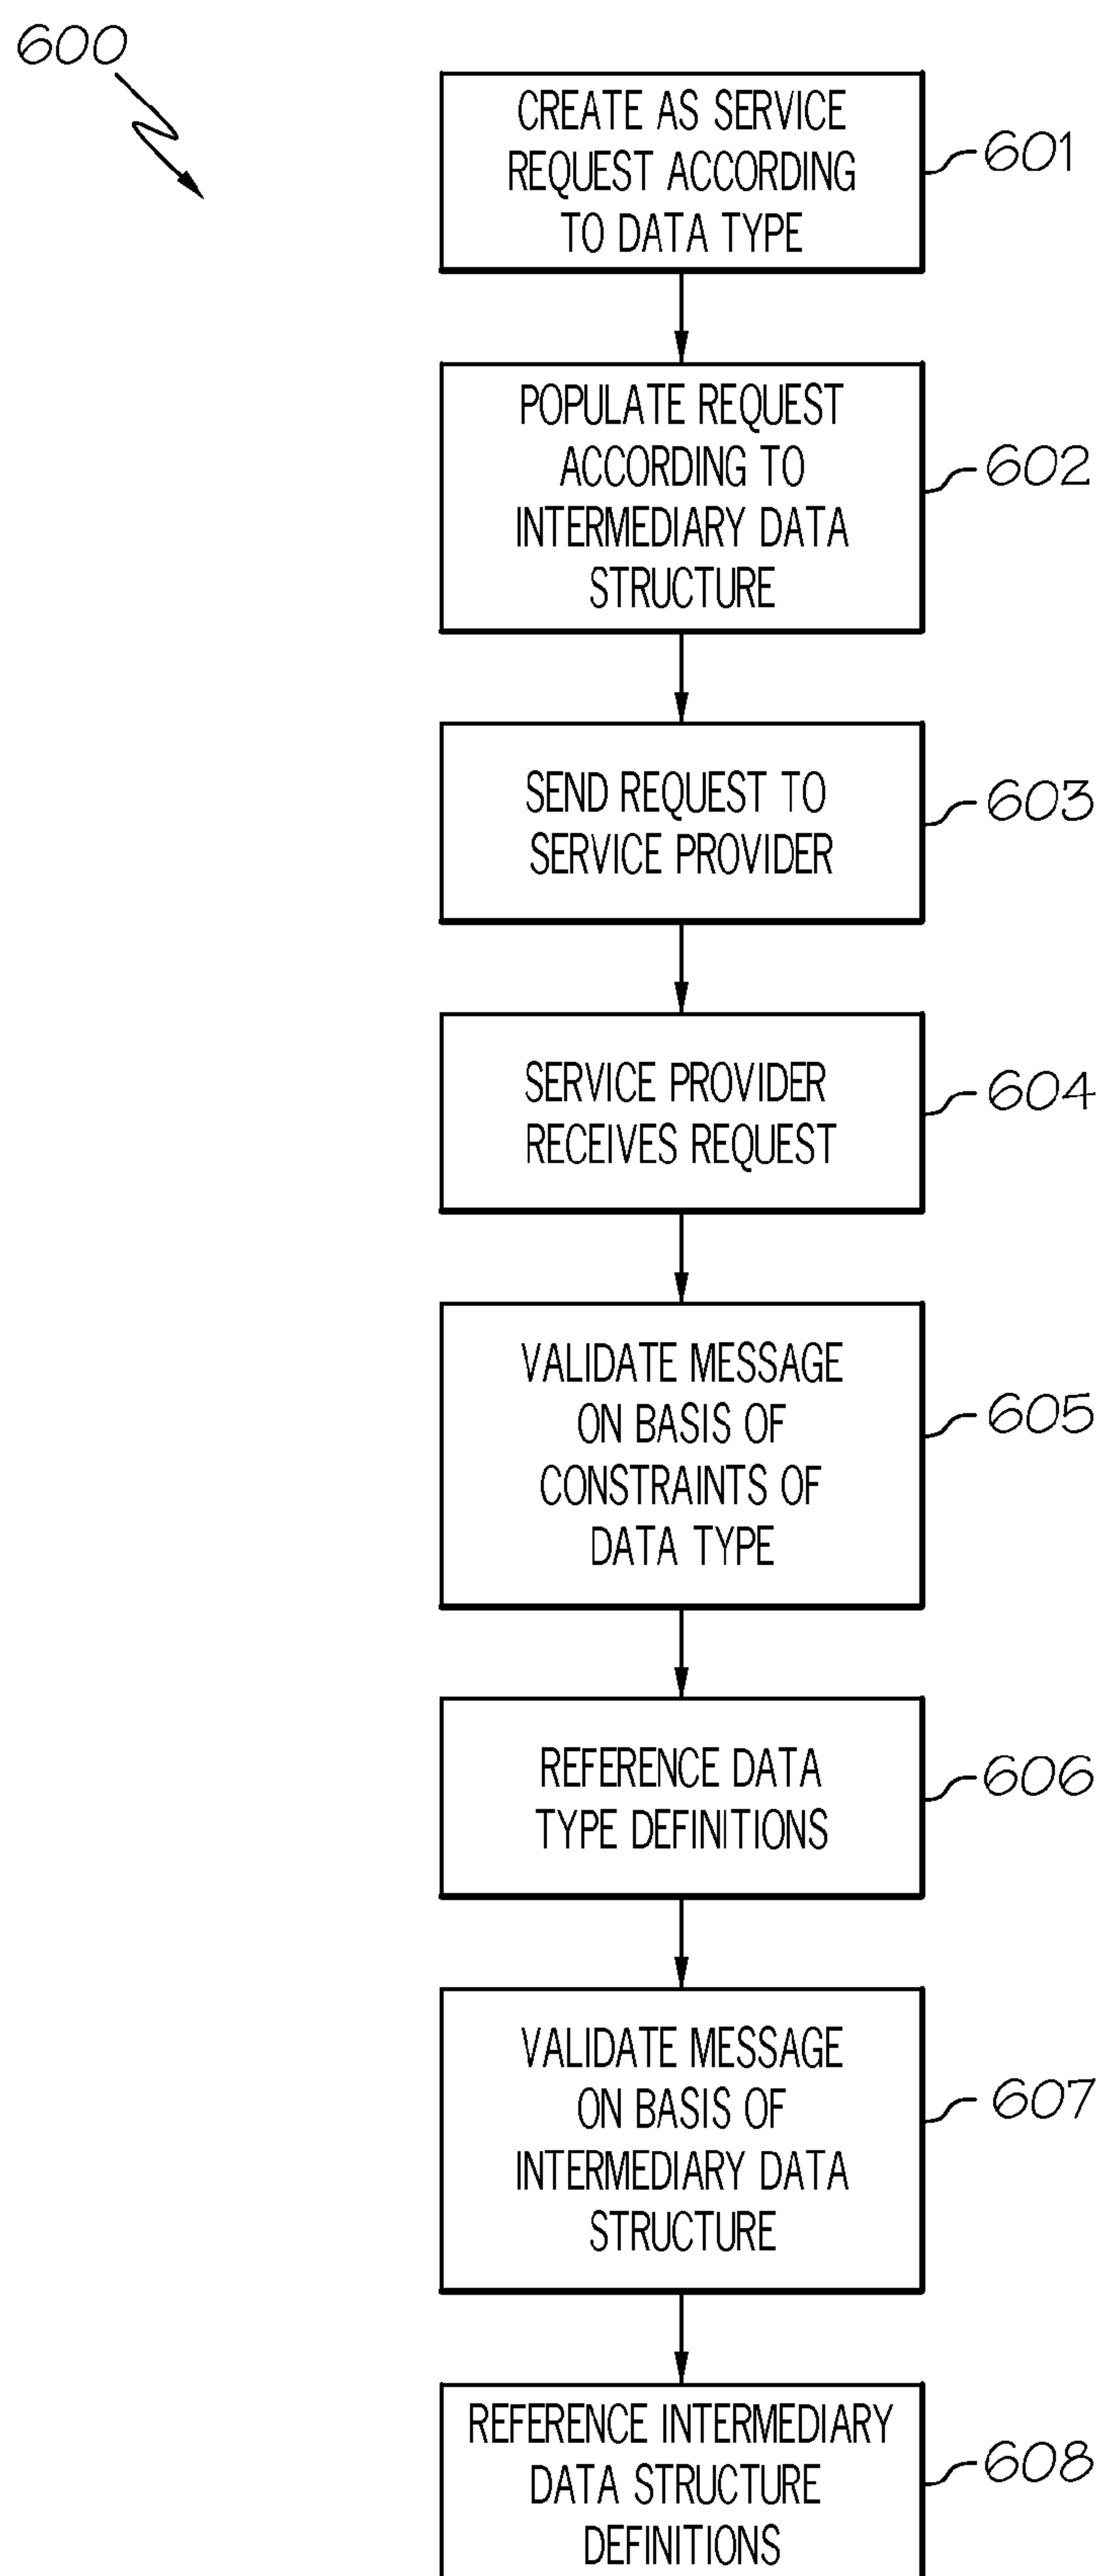 600
CREATE AS SERVICE
REQUEST ACCORDING
TO DATA TYPE
601
POPULATE REQUEST
ACCORDING TO
INTERMEDIARY DATA
STRUCTURE
602
SEND REQUEST TO
SERVICE PROVIDER
603
SERVICE PROVIDER
RECEIVES REQUEST
604
VALIDATE MESSAGE
ON BASIS OF
CONSTRAINTS OF
DATA TYPE
605
REFERENCE DATA
TYPE DEFINITIONS
606
VALIDATE MESSAGE
ON BASIS OF
INTERMEDIARY DATA
STRUCTURE
607
REFERENCE INTERMEDIARY
DATA STRUCTURE
DEFINITIONS
608